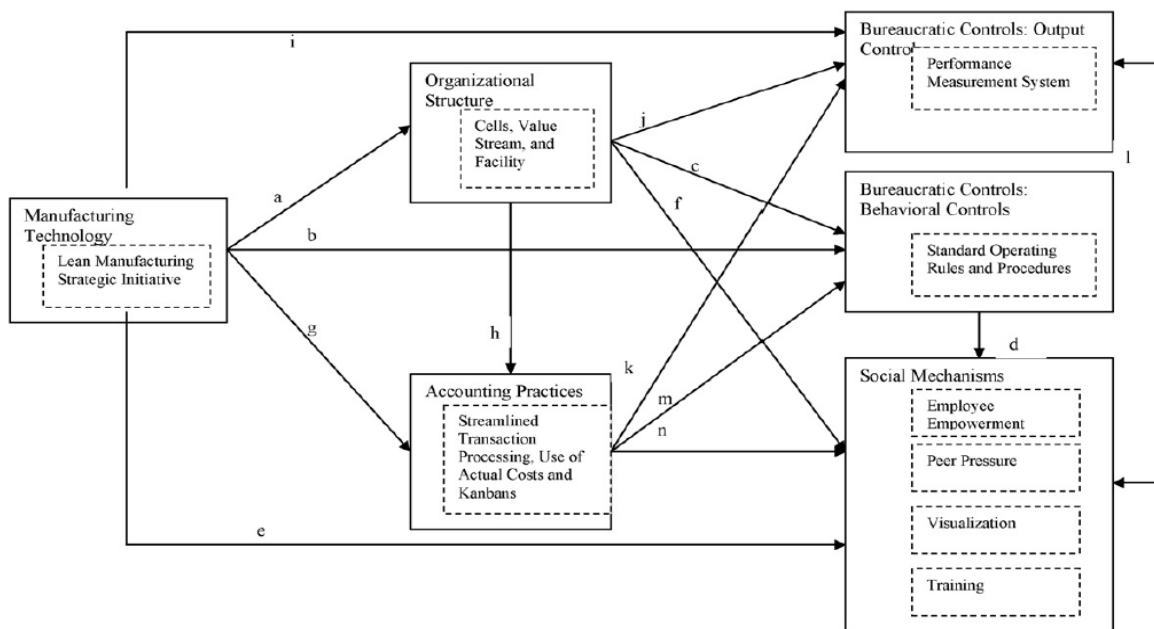 Bureaucratic Controls: Output
Control
Performance
Measurement System
i
Organizational
Structure
Cells, Value
Stream, and
Facility
j
c
f
l
Bureaucratic Controls:
Behavioral Controls
Standard Operating
Rules and Procedures
Manufacturing
Technology
Lean Manufacturing
Strategic Initiative
a
b
g
h
k
d
Accounting Practices
Streamlined
Transaction
Processing, Use of
Actual Costs and
Kanbans
m
n
e
Social Mechanisms
Employee
Empowerment
Peer Pressure
Visualization
Training